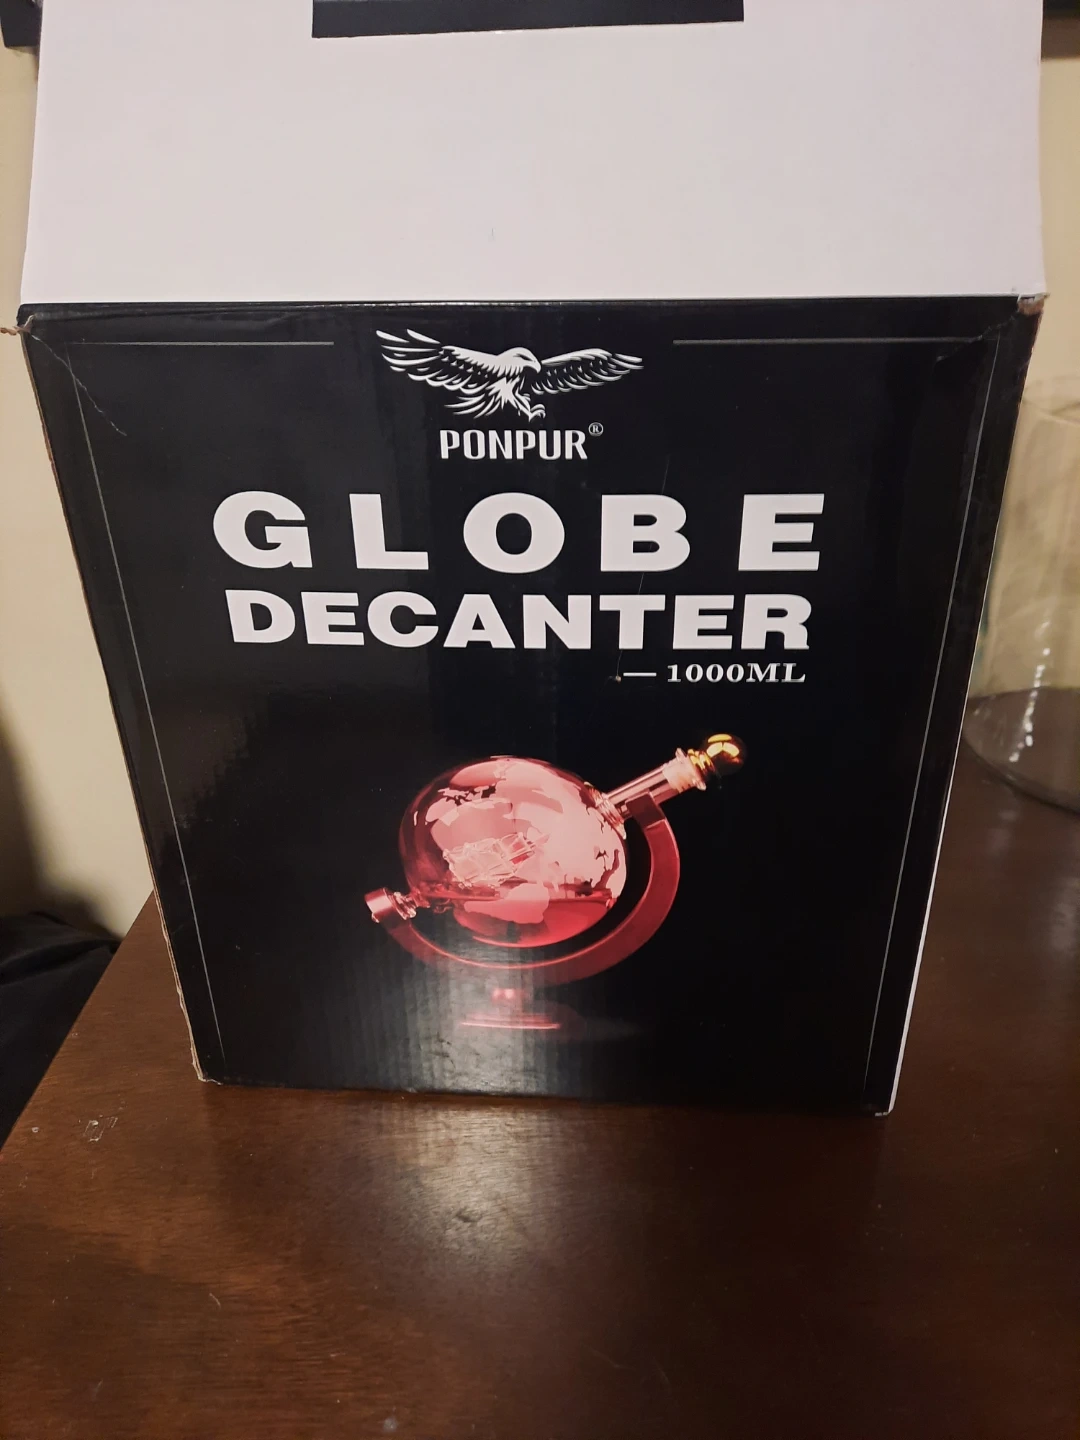 PONPUR®
GLOBE
DECANTER
— 1000ML